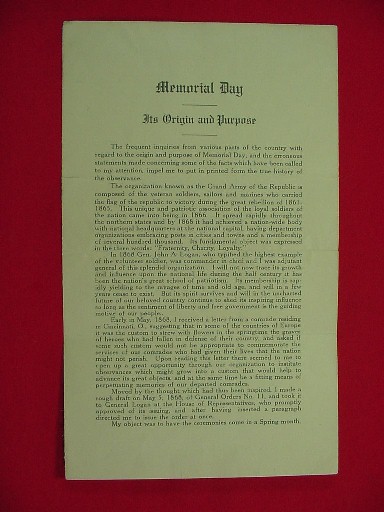 Memorial Day
Its Origin and Purpose
The frequent inquiries from various parts of the country with
regard to the origin and purpose of Memorial Day, and the erroneous
statements made concerning some of the facts which have been called
to my attention, impel me to put in printed form the true history of
the observance.
The organization known as the Grand Army of the Republic is
composed of the veteran soldiers, sailors and marines who carried
the flag of the republic to victory during the great rebellion of 1861-
1865. This unique and patriotic association of the loyal soldiers of
the nation came into being in 1866. It spread rapidly throughout
the northern states and by 1868 it had achieved a nation-wide body
with national headquarters at the national capital, having department
organizations embracing posts in cities and towns and a membership
of several hundred thousand. Its fundamental object was expressed
in the three words: "Fraternity, Charity, Loyalty."
In 1868 Gen. John A. Logan, who typified the highest example
of the volunteer soldier, was commander in chief and I was adjutant
general of this splendid organization. I will not now trace its growth
and influence upon the national life during the half century it has
been the nation's great school of patriotism. Its membership is rap-
idly yielding to the ravages of time and old age, and will in a few
years cease to exist. But its spirit survives and will in the uncharted
future of our beloved country continue to shed its inspiring influence
so long as the sentiment of liberty and free government is the guiding
motive of our people.
Early in May, 1868, I received a letter from a comrade residing
in Cincinnati, O., suggesting that in some of the countries of Europe
it was the custom to strew with flowers in the springtime the graves
of heroes who had fallen in defense of their country, and asked if
some such custom would not be appropriate to commemorate the
services of our comrades who had given their lives that the nation
might not perish. Upon reading this letter there seemed to me to
open up a great opportunity through our organization to institute
observances which might grow into a custom that would help to
advance its great objects, and at the same time be a fitting means of
perpetuating memories of our departed comrades.
Moved by the thought which had thus been inspired, I made a
rough draft on May 5, 1868, of General Orders No. 11, and took it
to General Logan at the House of Representatives, who promptly
approved of its issuing, and after having inserted a paragraph
directed me to issue the order at once.
My object was to have the ceremonies come in a Spring month,